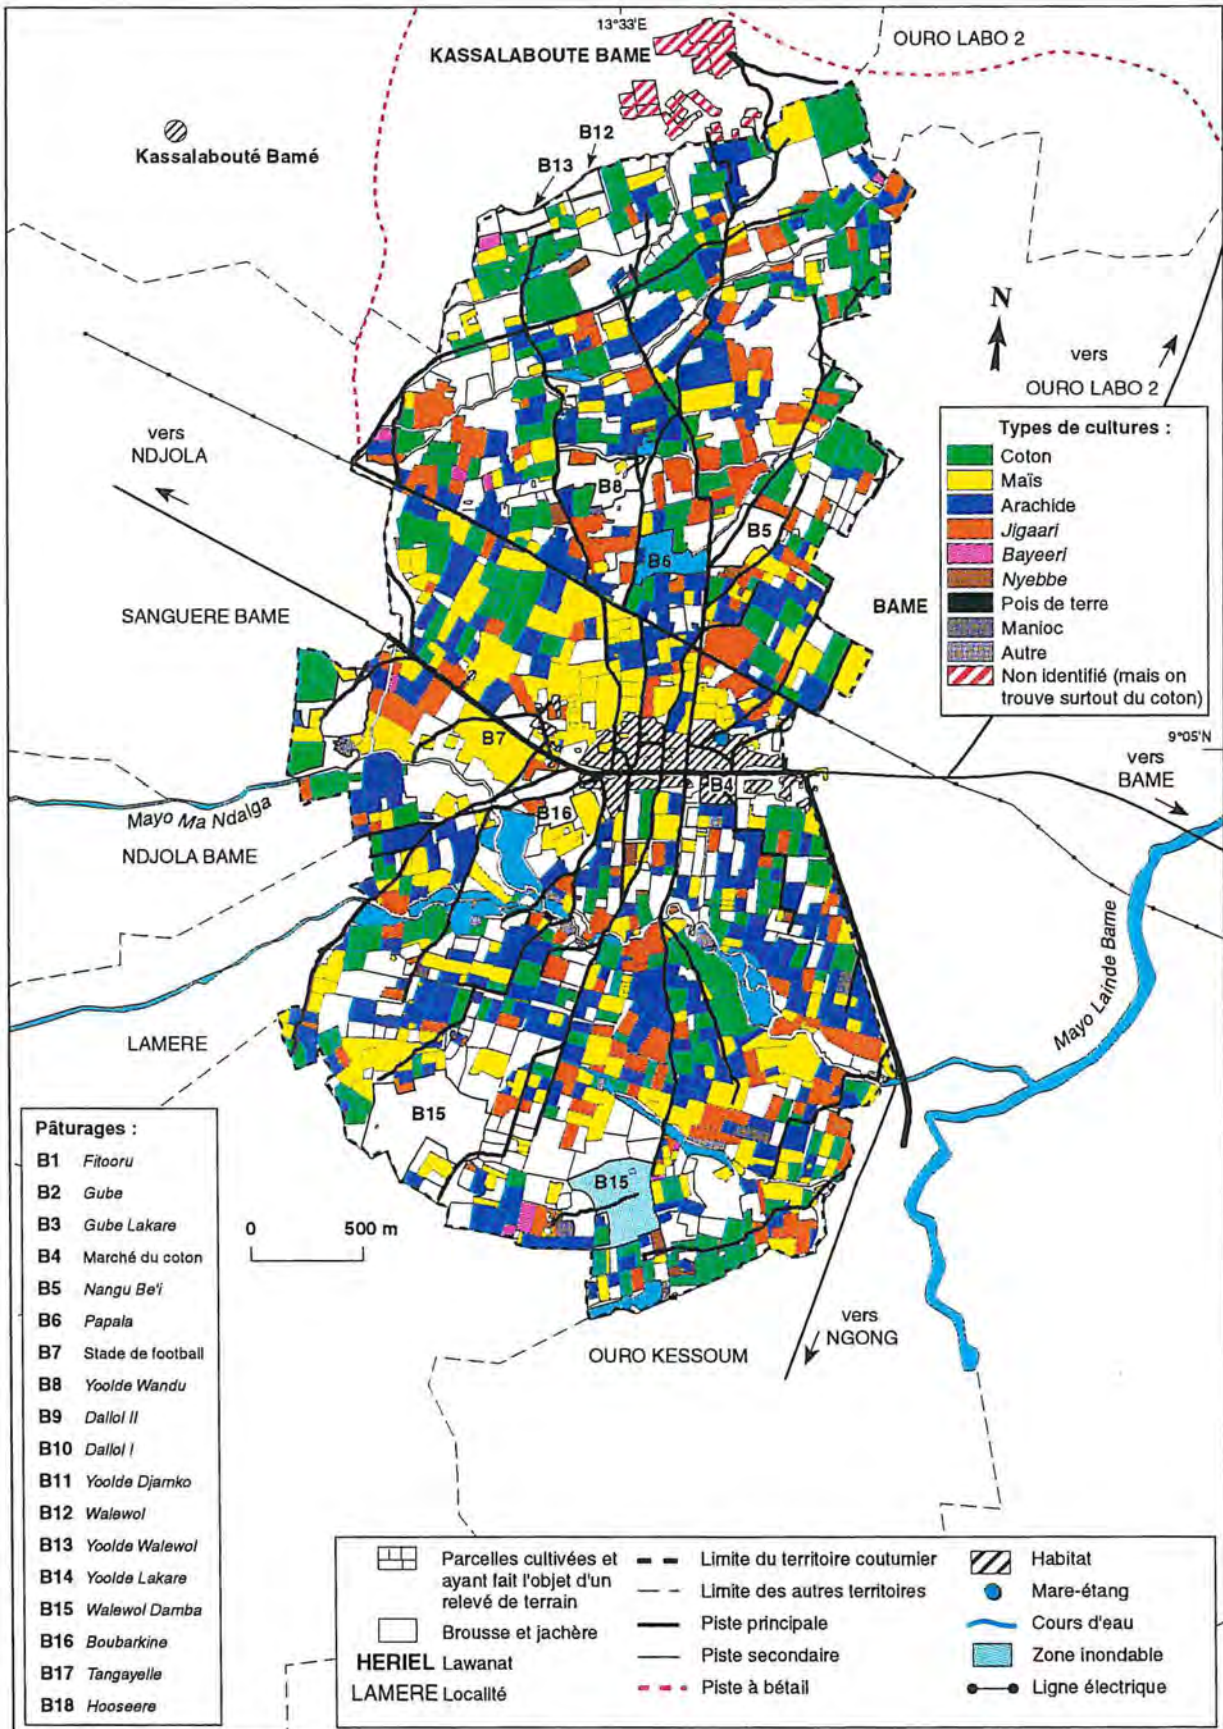 13°33'E
OURO LABO 2
KASSALABOUTE BAME
Kassalabouté Bamé
B12
B13
N
vers
OURO LABO 2
vers
NDJOLA
Types de cultures :
Coton
Maïs
Arachide
Jigaari
Bayeeri
Nyebbe
Pois de terre
Manioc
Autre
Non identifié (mais on
trouve surtout du coton)
B8
B5
B6
BAME
SANGUERE BAME
B7
9°05'N
vers
BAME
B4
Mayo Ma Ndalga
B16
NDJOLA BAME
Mayo Lainde Bame
LAMERE
B15
B15
Pâturages :
B1 Fitooru
B2 Gube
B3 Gube Lakare
B4 Marché du coton
B5 Nangu Be'i
B6 Papala
B7 Stade de football
B8 Yoolde Wandu
B9 Dallol II
B10 Dallol I
B11 Yoolde Djamko
B12 Walewol
B13 Yoolde Walewol
B14 Yoolde Lakare
B15 Walewol Damba
B16 Boubarkine
B17 Tangayelle
B18 Hooseere
0 500 m
vers
NGONG
OURO KESSOUM
Parcelles cultivées et
ayant fait l'objet d'un
relevé de terrain
Brousse et jachère
HERIEL Lawanat
LAMERE Localité
Limite du territoire coutumier
Limite des autres territoires
Piste principale
Piste secondaire
Piste à bétail
Habitat
Mare-étang
Cours d'eau
Zone inondable
Ligne électrique